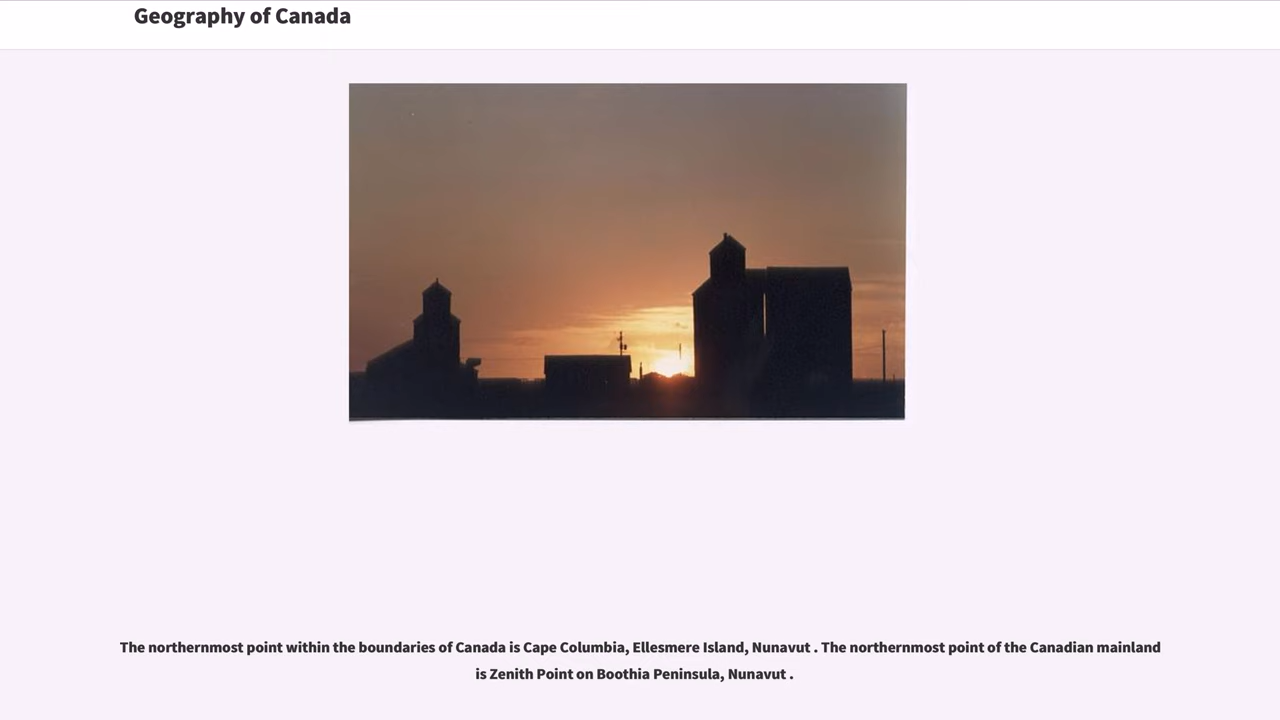 Geography of Canada
The northernmost point within the boundaries of Canada is Cape Columbia, Ellesmere Island, Nunavut . The northernmost point of the Canadian mainland
is Zenith Point on Boothia Peninsula, Nunavut .